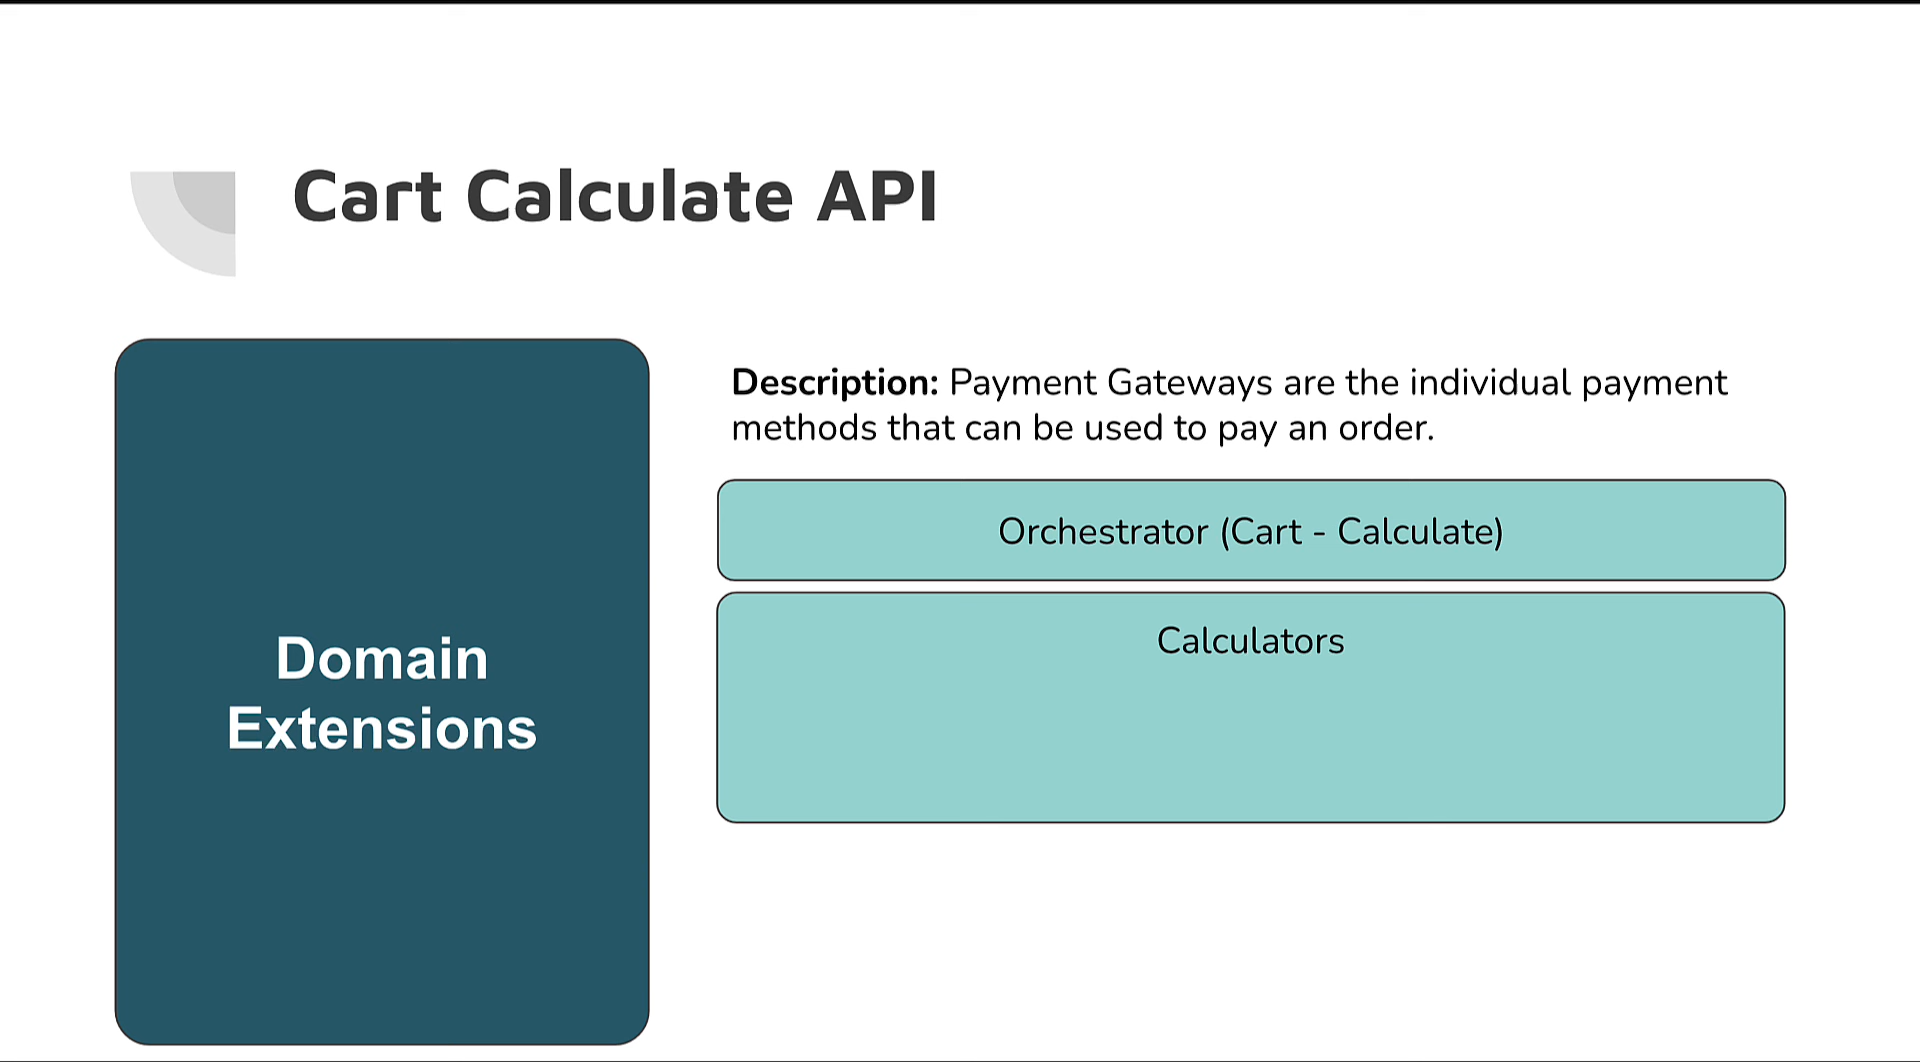 Cart Calculate API
Domain
Extensions
Description: Payment Gateways are the individual payment
methods that can be used to pay an order.
Orchestrator (Cart - Calculate)
Calculators